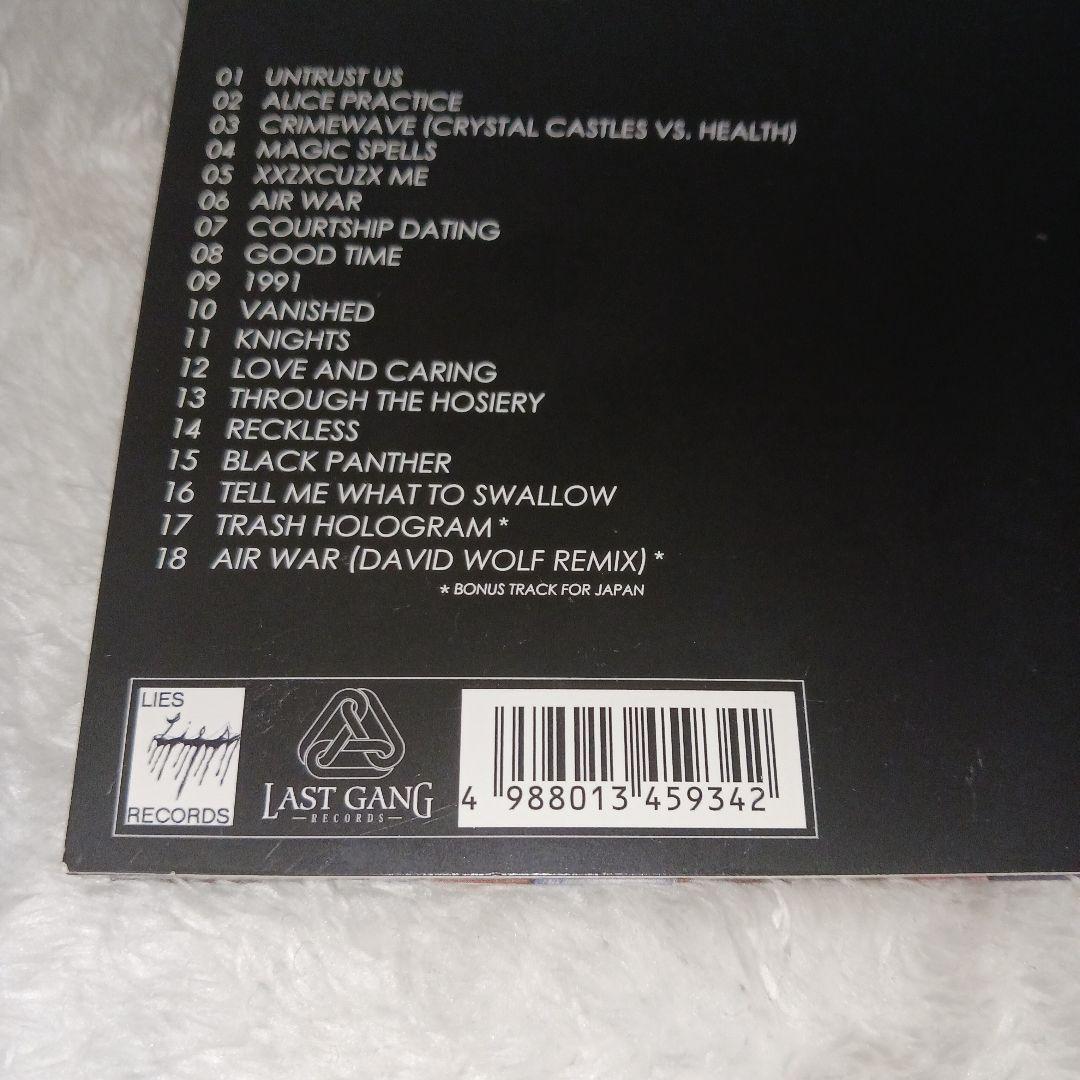 01 UNTRUST US
02 ALICE PRACTICE
03 CRIMEWAVE (CRYSTAL CASTLES VS. HEALTH)
04 MAGIC SPELLS
05 XXZXCUZX ME
06 AIR WAR
07 COURTSHIP DATING
08 GOOD TIME
09 1991
10 VANISHED
11 KNIGHTS
12 LOVE AND CARING
13 THROUGH THE HOSIERY
14 RECKLESS
15 BLACK PANTHER
16 TELL ME WHAT TO SWALLOW
17 TRASH HOLOGRAM *
18 AIR WAR (DAVID WOLF REMIX) *
* BONUS TRACK FOR JAPAN
LIES
Lies
RECORDS
LAST GANG
RECORDS
4 988013 459342